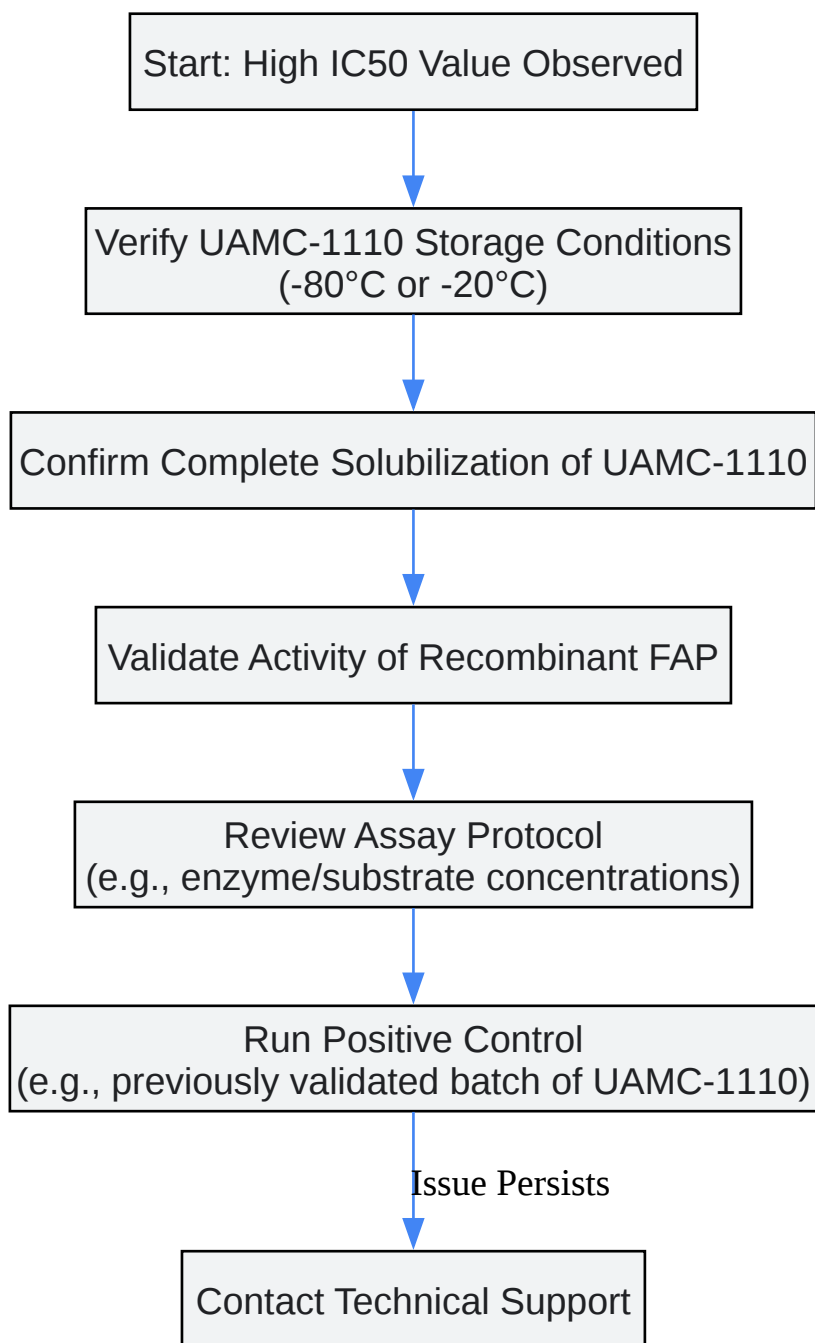 Start: High IC50 Value Observed
Verify UAMC-1110 Storage Conditions
(-80°C or -20°C)
Confirm Complete Solubilization of UAMC-1110
Validate Activity of Recombinant FAP
Review Assay Protocol
(e.g., enzyme/substrate concentrations)
Run Positive Control
(e.g., previously validated batch of UAMC-1110)
Issue Persists
Contact Technical Support